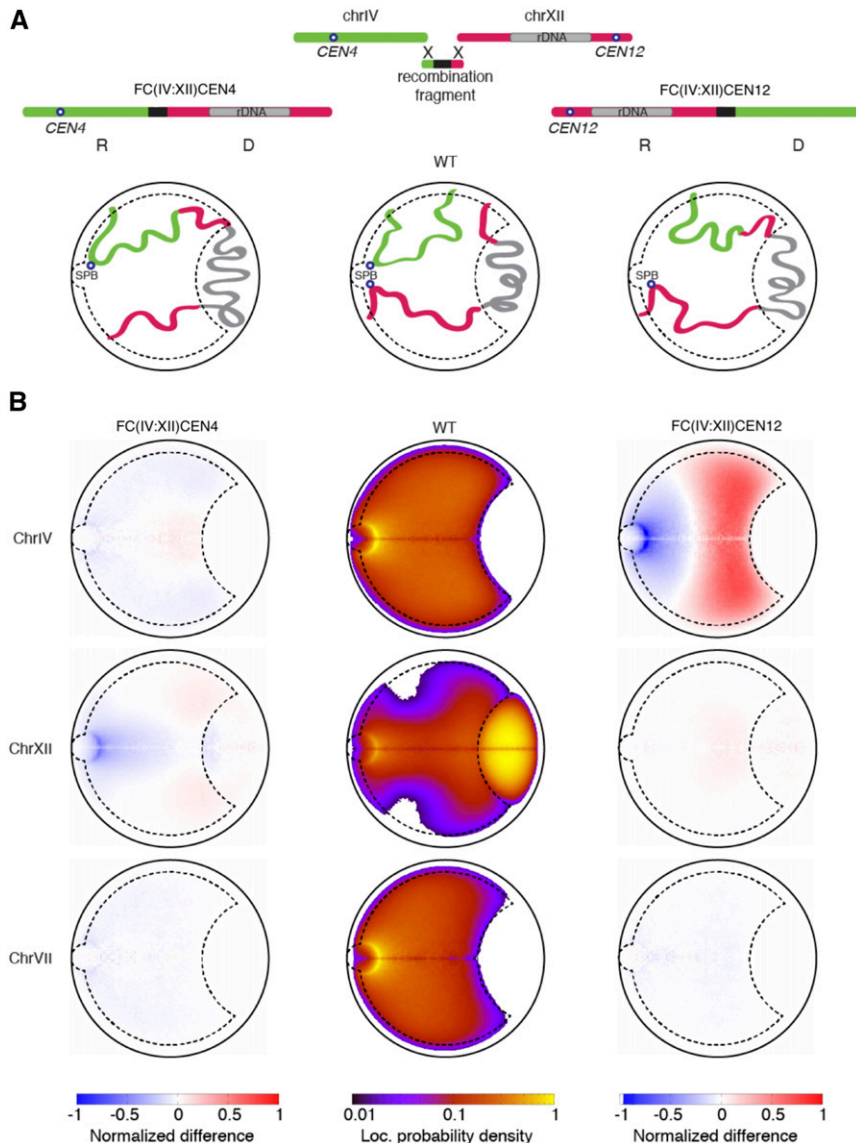 A
chrIV chrXII
CEN4 X X rDNA CEN12
recombination
fragment
FC(IV:XII)CEN4 FC(IV:XII)CEN12
CEN4 rDNA CEN12 rDNA
R D WT R D
SPB SPB SPB
B
FC(IV:XII)CEN4 WT FC(IV:XII)CEN12
ChrIV
ChrXII
ChrVII
-1 -0.5 0 0.5 1 0.01 0.1 1 -1 -0.5 0 0.5 1
Normalized difference Loc. probability density Normalized difference